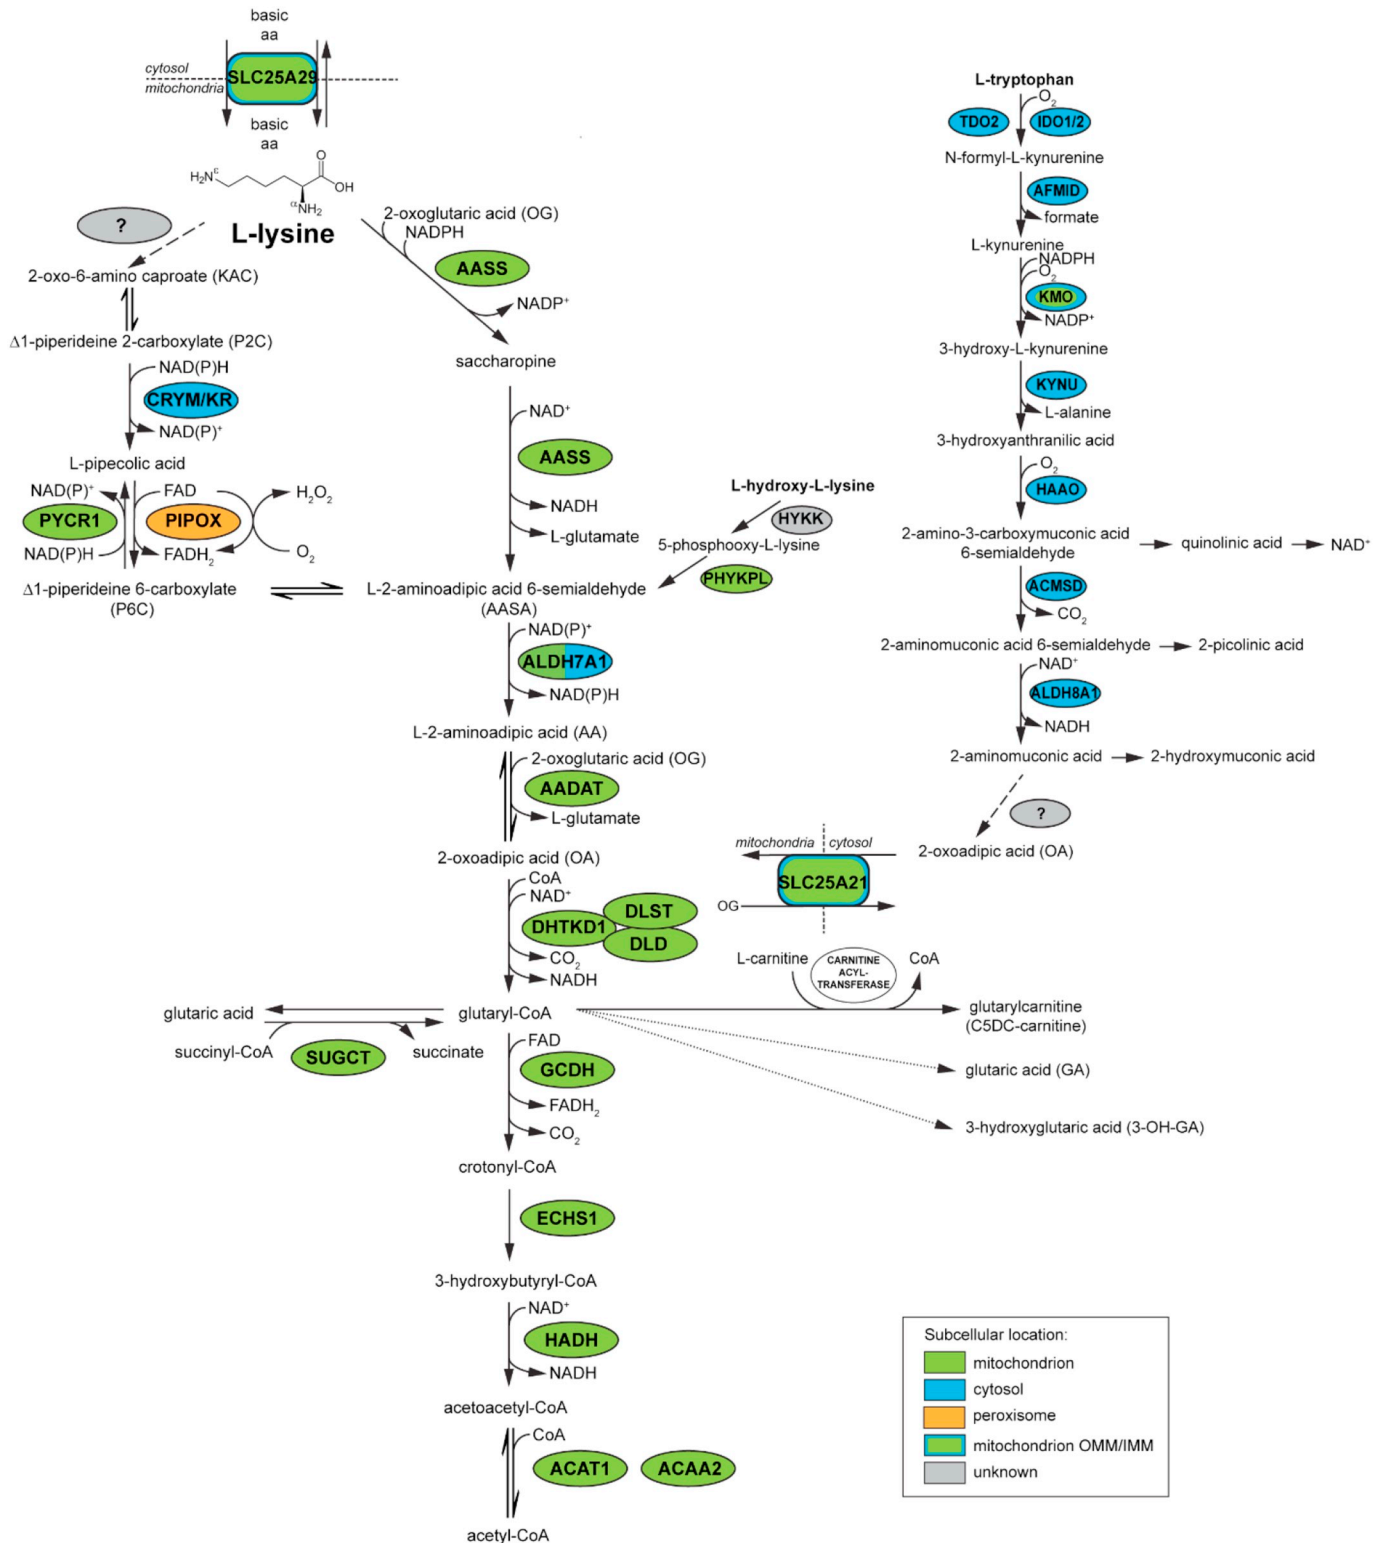 basic
aa
cytosol
mitochondria
SLC25A29
basic
aa
H₂Nᵋ
O
OH
ᵅNH₂
L-lysine
?
2-oxo-6-amino caproate (KAC)
Δ1-piperideine 2-carboxylate (P2C)
NAD(P)H
CRYM/KR
NAD(P)⁺
L-pipecolic acid
NAD(P)⁺
FAD
H₂O₂
PYCR1
PIPOX
NAD(P)H
FADH₂
O₂
Δ1-piperideine 6-carboxylate
(P6C)
2-oxoglutaric acid (OG)
NADPH
AASS
NADP⁺
saccharopine
NAD⁺
AASS
NADH
L-glutamate
L-hydroxy-L-lysine
HYKK
5-phosphooxy-L-lysine
PHYKPL
L-2-aminoadipic acid 6-semialdehyde
(AASA)
NAD(P)⁺
ALDH7A1
NAD(P)H
L-2-aminoadipic acid (AA)
2-oxoglutaric acid (OG)
AADAT
L-glutamate
2-oxoadipic acid (OA)
CoA
NAD⁺
DHTKD1
DLST
DLD
CO₂
NADH
glutaric acid
glutaryl-CoA
succinyl-CoA
SUGCT
succinate
FAD
GCDH
FADH₂
CO₂
crotonyl-CoA
ECHS1
3-hydroxybutyryl-CoA
NAD⁺
HADH
NADH
acetoacetyl-CoA
CoA
ACAT1
ACAA2
acetyl-CoA
L-tryptophan
O₂
TDO2
IDO1/2
N-formyl-L-kynurenine
AFMID
formate
L-kynurenine
NADPH
O₂
KMO
NADP⁺
3-hydroxy-L-kynurenine
KYNU
L-alanine
3-hydroxyanthranilic acid
O₂
HAAO
2-amino-3-carboxymuconic acid
6-semialdehyde
quinolinic acid
NAD⁺
ACMSD
CO₂
2-aminomuconic acid 6-semialdehyde
2-picolinic acid
NAD⁺
ALDH8A1
NADH
2-aminomuconic acid
2-hydroxymuconic acid
?
2-oxoadipic acid (OA)
mitochondria
cytosol
SLC25A21
OG
L-carnitine
CARNITINE
ACYL-
TRANSFERASE
CoA
glutarylcarnitine
(C5DC-carnitine)
glutaric acid (GA)
3-hydroxyglutaric acid (3-OH-GA)
Subcellular location:
mitochondrion
cytosol
peroxisome
mitochondrion OMM/IMM
unknown